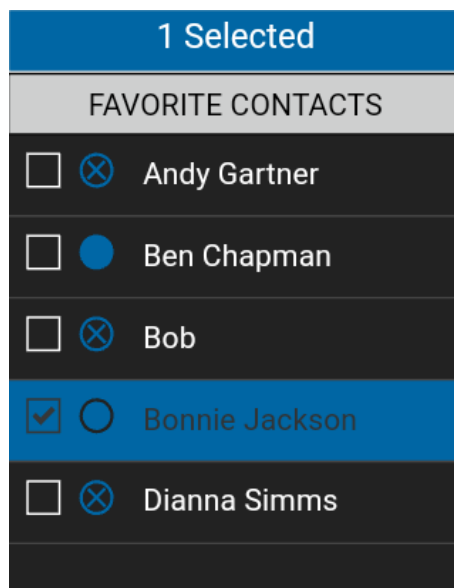 1 Selected
FAVORITE CONTACTS
Andy Gartner
Ben Chapman
Bob
Bonnie Jackson
Dianna Simms